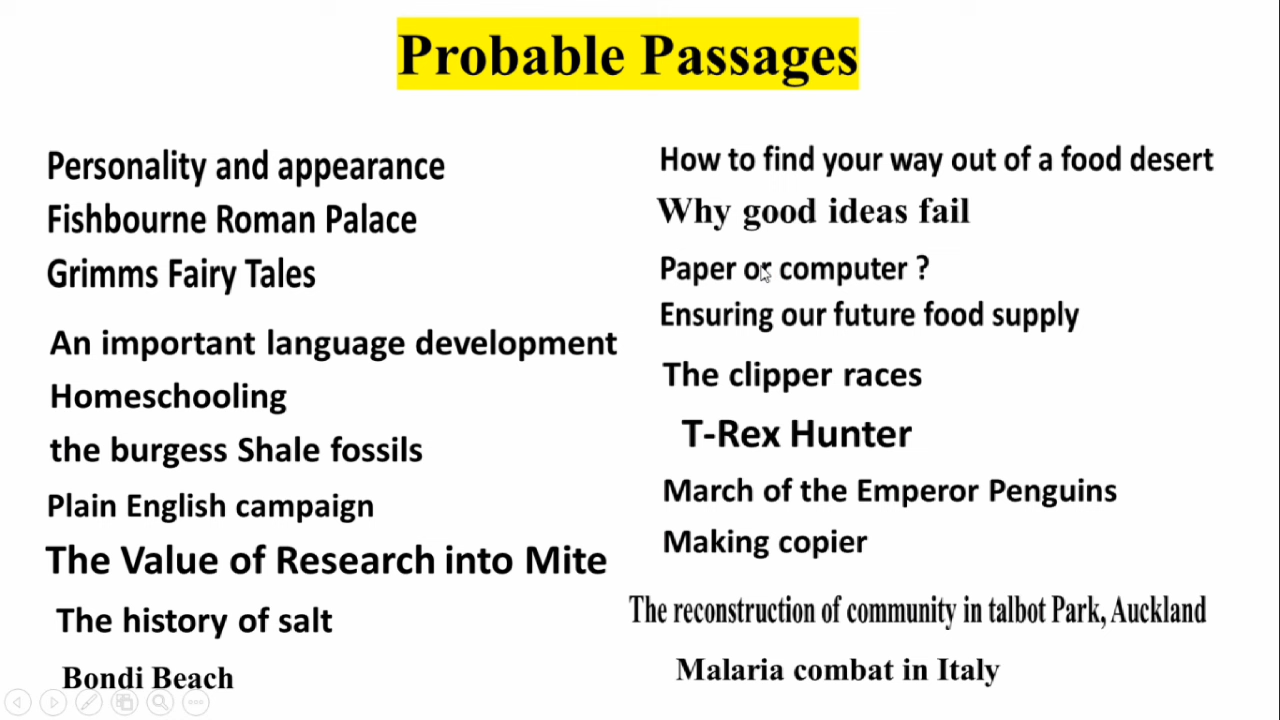 Probable Passages
Personality and appearance
Fishbourne Roman Palace
Grimms Fairy Tales
An important language development
Homeschooling
the burgess Shale fossils
Plain English campaign
The Value of Research into Mite
The history of salt
Bondi Beach
How to find your way out of a food desert
Why good ideas fail
Paper or computer ?
Ensuring our future food supply
The clipper races
T-Rex Hunter
March of the Emperor Penguins
Making copier
The reconstruction of community in talbot Park, Auckland
Malaria combat in Italy